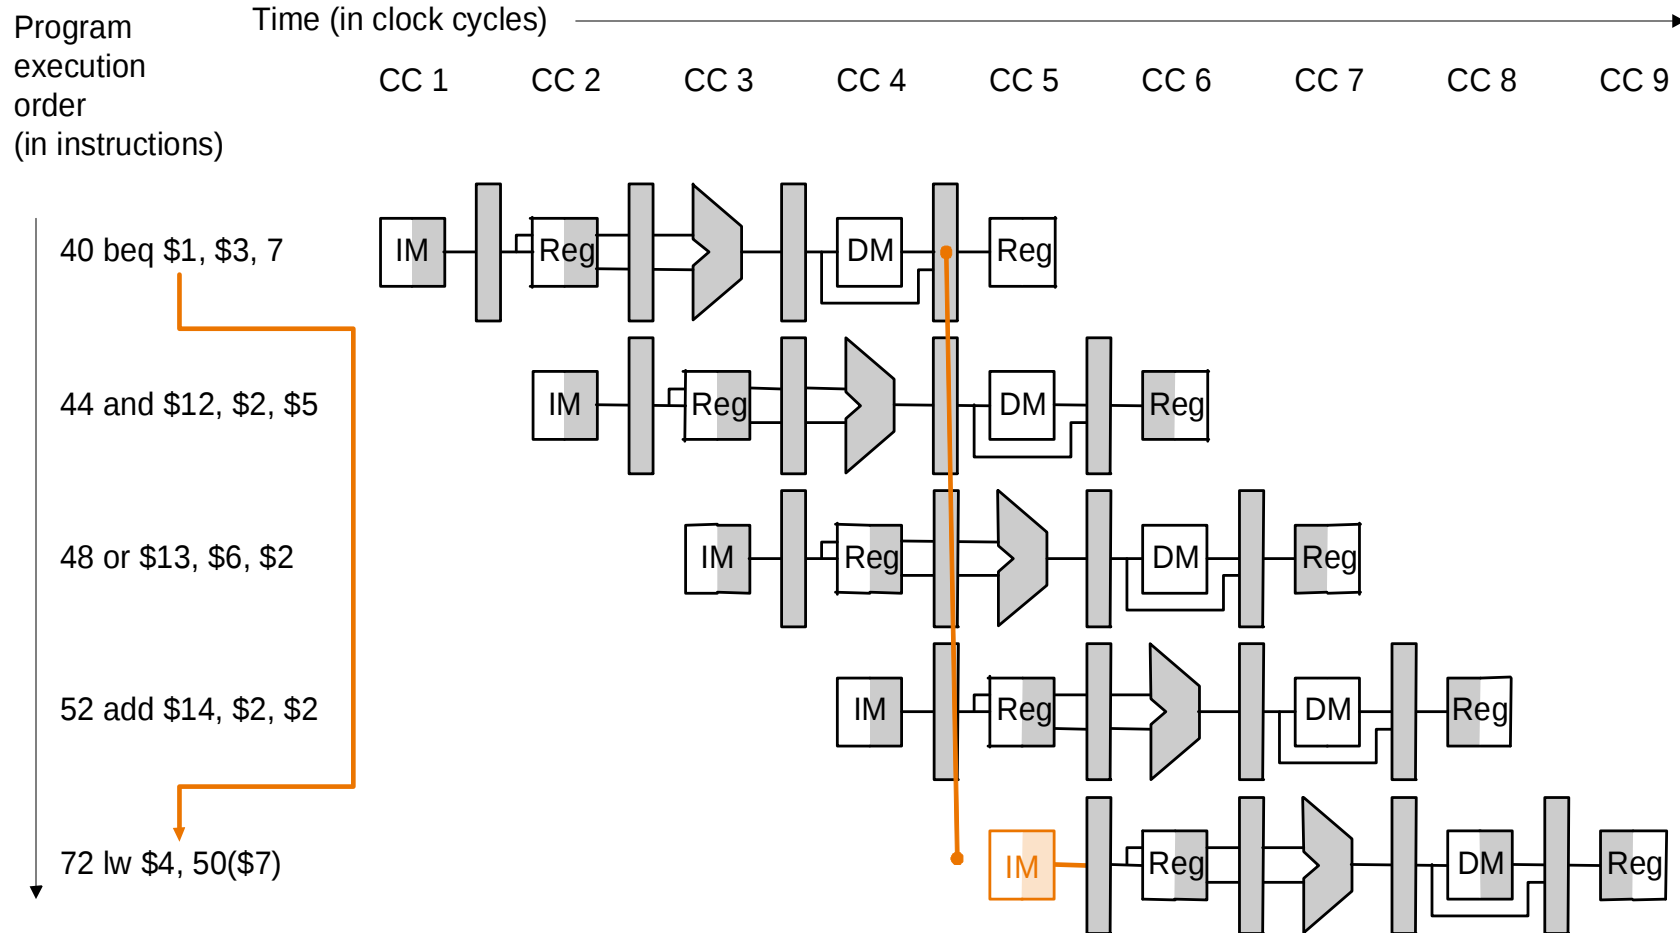 Time (in clock cycles)
Program
execution
order
(in instructions)
CC 1 CC 2 CC 3 CC 4 CC 5 CC 6 CC 7 CC 8 CC 9
40 beq $1, $3, 7 IM Reg DM Reg
44 and $12, $2, $5 IM Reg DM Reg
48 or $13, $6, $2 IM Reg DM Reg
52 add $14, $2, $2 IM Reg DM Reg
72 lw $4, 50($7) IM Reg DM Reg